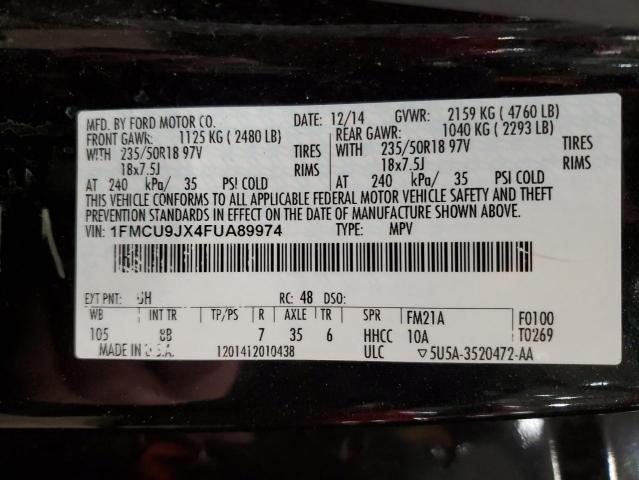 MFD. BY FORD MOTOR CO. DATE: 12/14 GVWR: 2159 KG ( 4760 LB)
FRONT GAWR: 1125 KG ( 2480 LB) REAR GAWR: 1040 KG ( 2293 LB)
WITH 235/50R18 97V TIRES WITH 235/50R18 97V TIRES
18x7.5J RIMS 18x7.5J RIMS
AT 240 kPa/ 35 PSI COLD AT 240 kPa/ 35 PSI COLD
THIS VEHICLE CONFORMS TO ALL APPLICABLE FEDERAL MOTOR VEHICLE SAFETY AND THEFT
PREVENTION STANDARDS IN EFFECT ON THE DATE OF MANUFACTURE SHOWN ABOVE.
VIN: 1FMCU9JX4FUA89974 TYPE: MPV
EXT PNT: RC: 48 DSO:
WB INT TR TP/PS R AXLE TR SPR FM21A F0100
105 7 35 6 HHCC 10A T0269
MADE IN U.S.A. 1201412010438 ULC ▽5U5A-3520472-AA